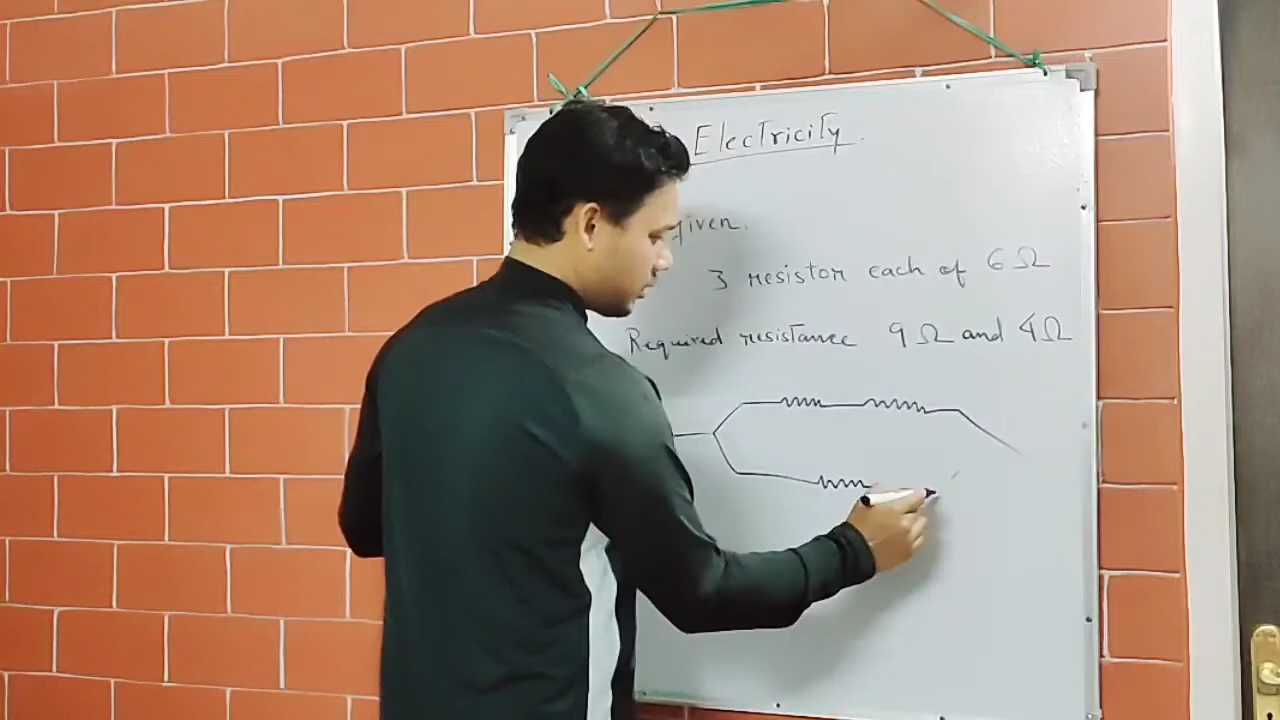 Electricity.
given.
3 resistor each of 6Ω
Required resistance 9Ω and 4Ω